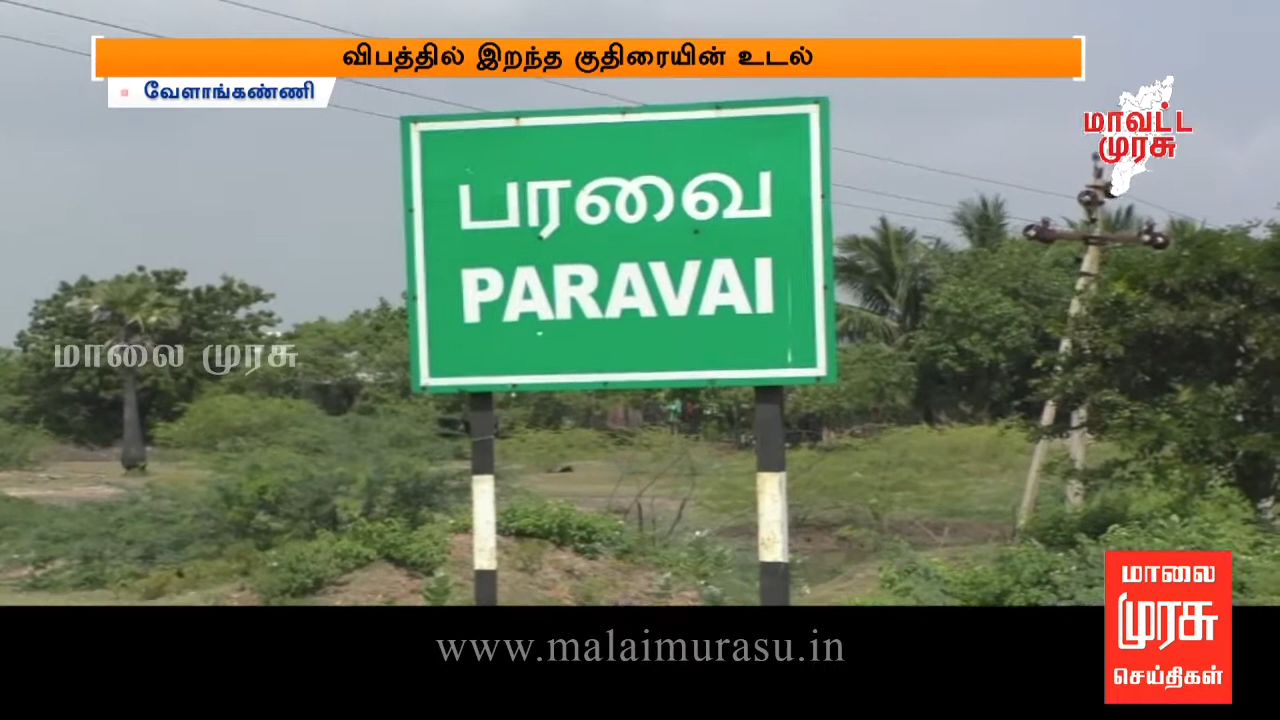 விபத்தில் இறந்த குதிரையின் உடல்
வேளாங்கண்ணி
மாவட்ட
முரசு
பரவை
PARAVAI
மாலை முரசு
www.malaimurasu.in
மாலை
முரசு
செய்திகள்